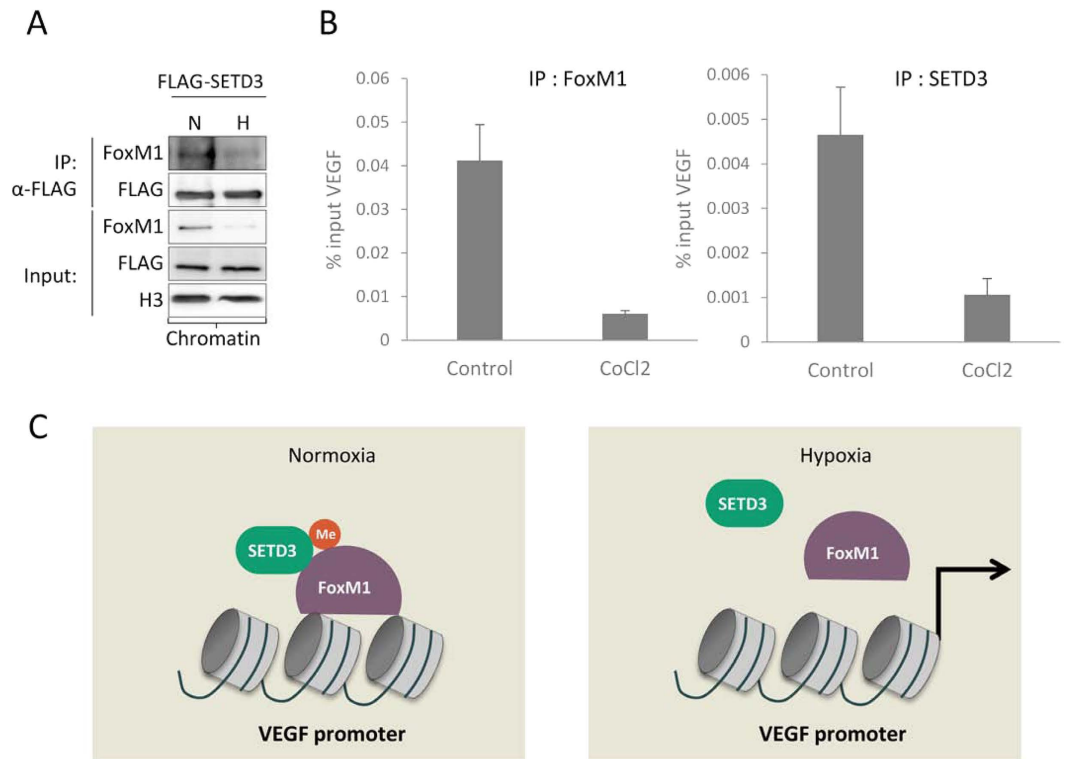 A
FLAG-SETD3
N H
IP:
α-FLAG
FoxM1
FLAG
Input:
FoxM1
FLAG
H3
Chromatin
B
IP : FoxM1
% input VEGF
0.06
0.05
0.04
0.03
0.02
0.01
0
Control CoCl2
IP : SETD3
% input VEGF
0.006
0.005
0.004
0.003
0.002
0.001
0
Control CoCl2
C
Normoxia
SETD3
Me
FoxM1
VEGF promoter
Hypoxia
SETD3
FoxM1
VEGF promoter